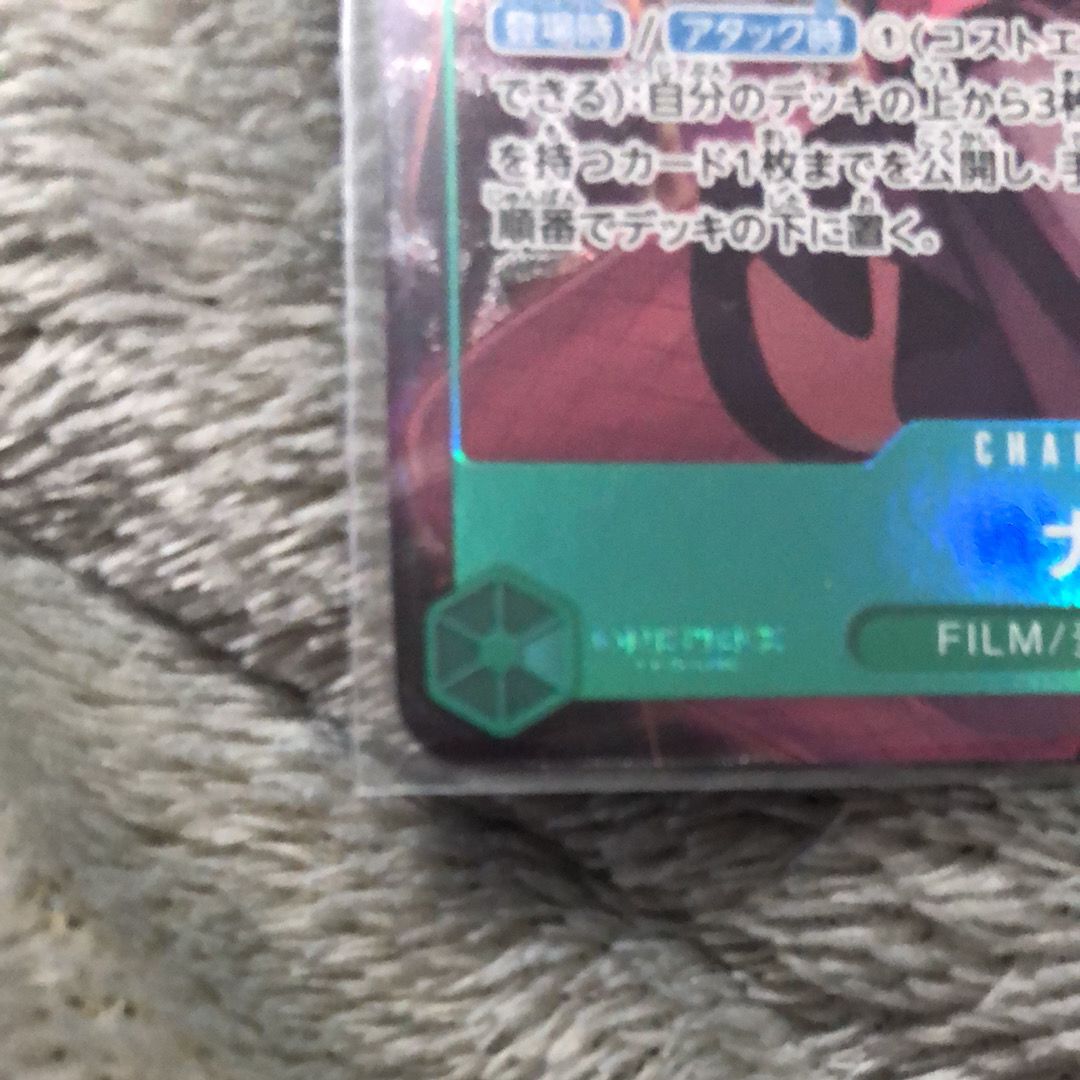 登場時/アタック時 ①(コストエ
できる):自分のデッキの上から3枚
を持つカード1枚までを公開し、手
順番でデッキの下に置く。
CHA
ナ
FILM/